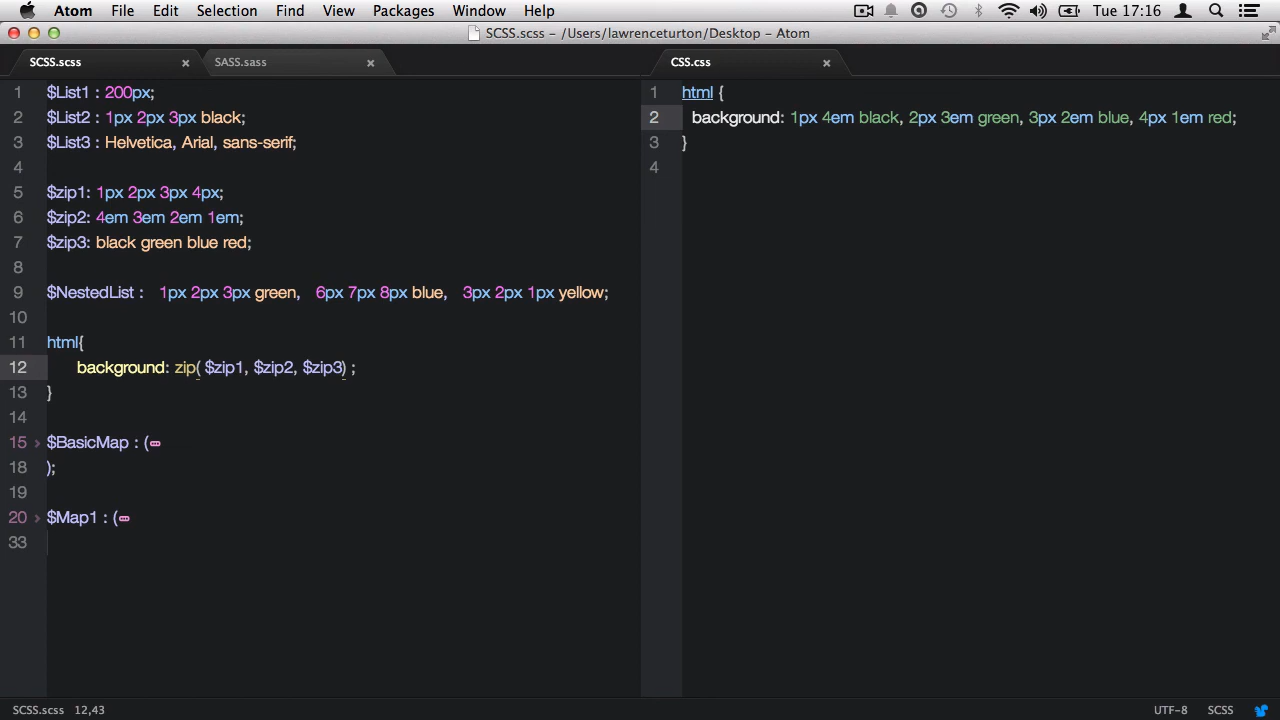 Atom File Edit Selection Find View Packages Window Help Tue 17:16
SCSS.scss – /Users/lawrenceturton/Desktop – Atom
SCSS.scss × SASS.sass × CSS.css ×
1 $List1 : 200px;
2 $List2 : 1px 2px 3px black;
3 $List3 : Helvetica, Arial, sans-serif;
4
5 $zip1: 1px 2px 3px 4px;
6 $zip2: 4em 3em 2em 1em;
7 $zip3: black green blue red;
8
9 $NestedList : 1px 2px 3px green, 6px 7px 8px blue, 3px 2px 1px yellow;
10
11 html{
12 background: zip( $zip1, $zip2, $zip3) ;
13 }
14
15 $BasicMap : (
18 );
19
20 $Map1 : (
33
1 html {
2 background: 1px 4em black, 2px 3em green, 3px 2em blue, 4px 1em red;
3 }
4
SCSS.scss 12,43 UTF-8 SCSS